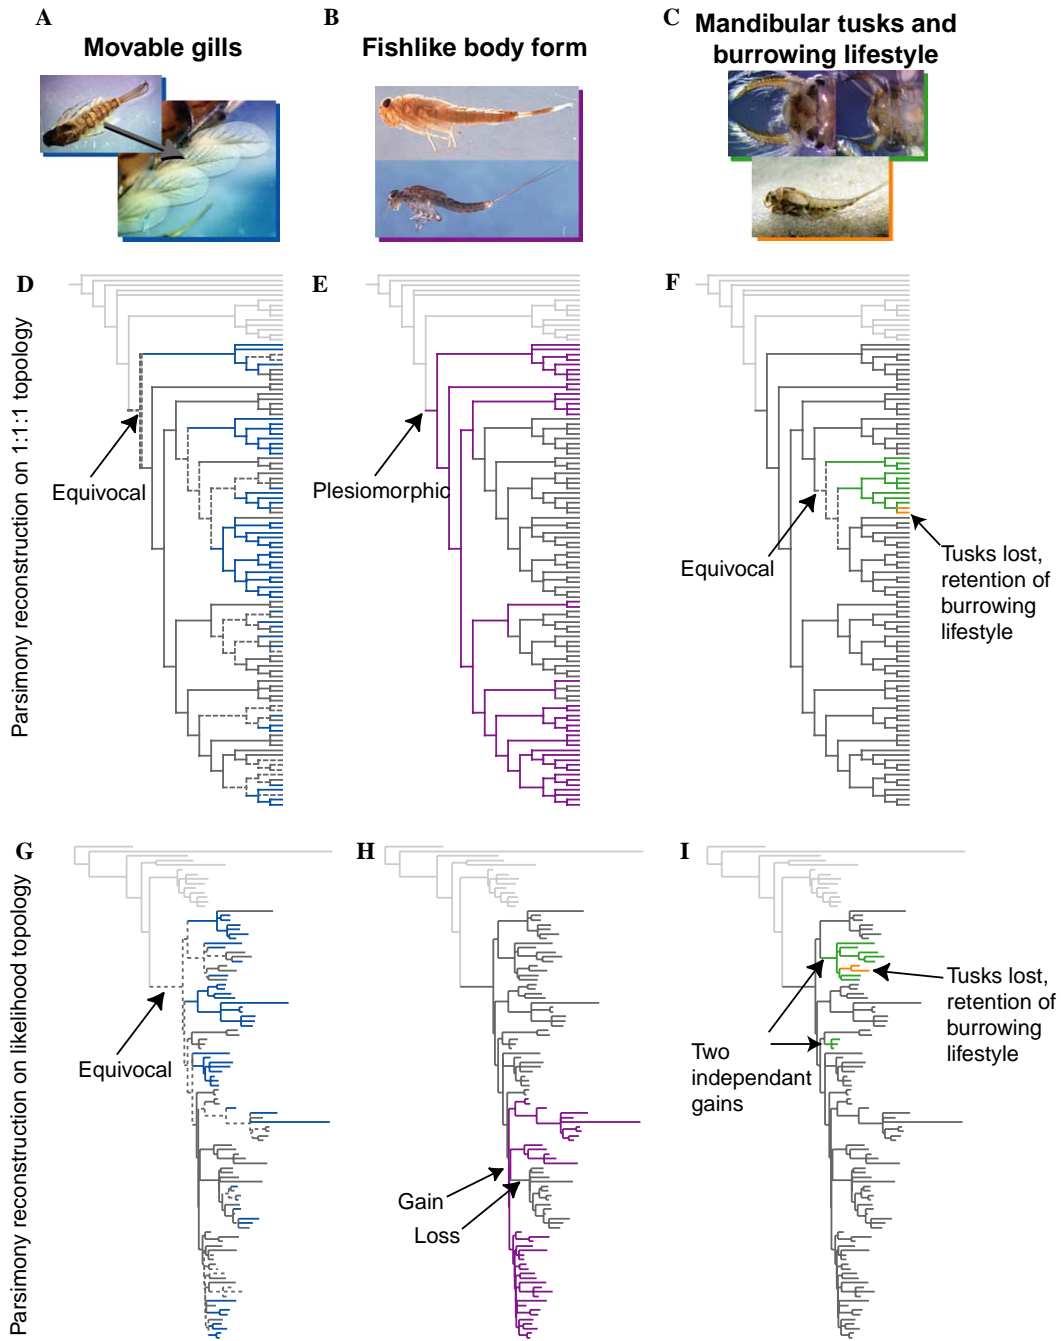 A
Movable gills
B
Fishlike body form
C
Mandibular tusks and
burrowing lifestyle
Parsimony reconstruction on 1:1:1 topology
D
Equivocal
E
Plesiomorphic
F
Equivocal
Tusks lost,
retention of
burrowing
lifestyle
Parsimony reconstruction on likelihood topology
G
Equivocal
H
Gain
Loss
I
Two
independant
gains
Tusks lost,
retention of
burrowing
lifestyle